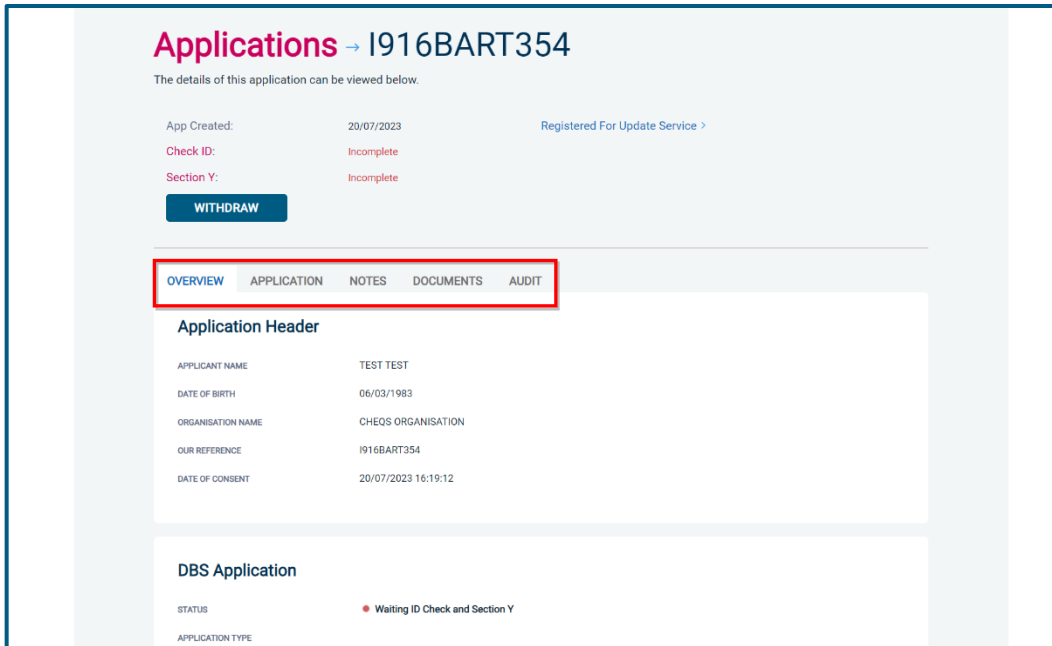 Applications → I916BART354
The details of this application can be viewed below.
App Created: 20/07/2023 Registered For Update Service >
Check ID: Incomplete
Section Y: Incomplete
WITHDRAW
OVERVIEW APPLICATION NOTES DOCUMENTS AUDIT
Application Header
APPLICANT NAME TEST TEST
DATE OF BIRTH 06/03/1983
ORGANISATION NAME CHEQS ORGANISATION
OUR REFERENCE I916BART354
DATE OF CONSENT 20/07/2023 16:19:12
DBS Application
STATUS Waiting ID Check and Section Y
APPLICATION TYPE